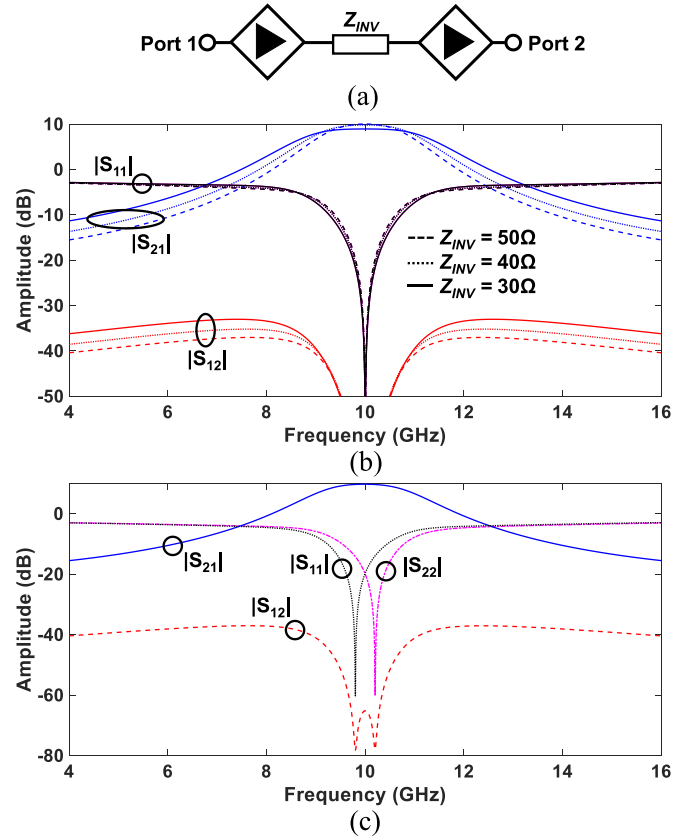 Z_INV
Port 1
Port 2
(a)
10
0
-10
-20
-30
-40
-50
Amplitude (dB)
|S₁₁|
|S₂₁|
|S₁₂|
Z_INV = 50Ω
Z_INV = 40Ω
Z_INV = 30Ω
4 6 8 10 12 14 16
Frequency (GHz)
(b)
0
-20
-40
-60
-80
Amplitude (dB)
|S₂₁|
|S₁₁|
|S₂₂|
|S₁₂|
4 6 8 10 12 14 16
Frequency (GHz)
(c)